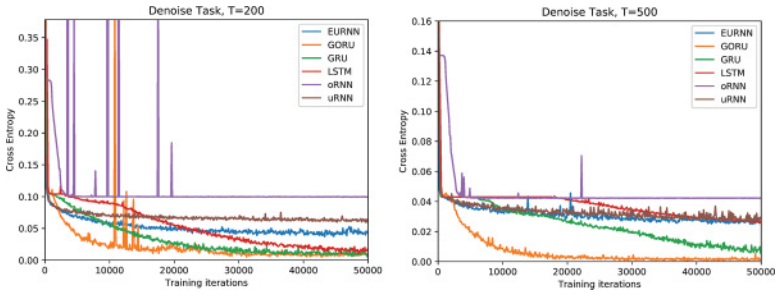 Denoise Task, T=200
Cross Entropy
0.35
0.30
0.25
0.20
0.15
0.10
0.05
0.00
0 10000 20000 30000 40000 50000
Training iterations
EURNN
GORU
GRU
LSTM
oRNN
uRNN
Denoise Task, T=500
Cross Entropy
0.16
0.14
0.12
0.10
0.08
0.06
0.04
0.02
0.00
0 10000 20000 30000 40000 50000
Training iterations
EURNN
GORU
GRU
LSTM
oRNN
uRNN